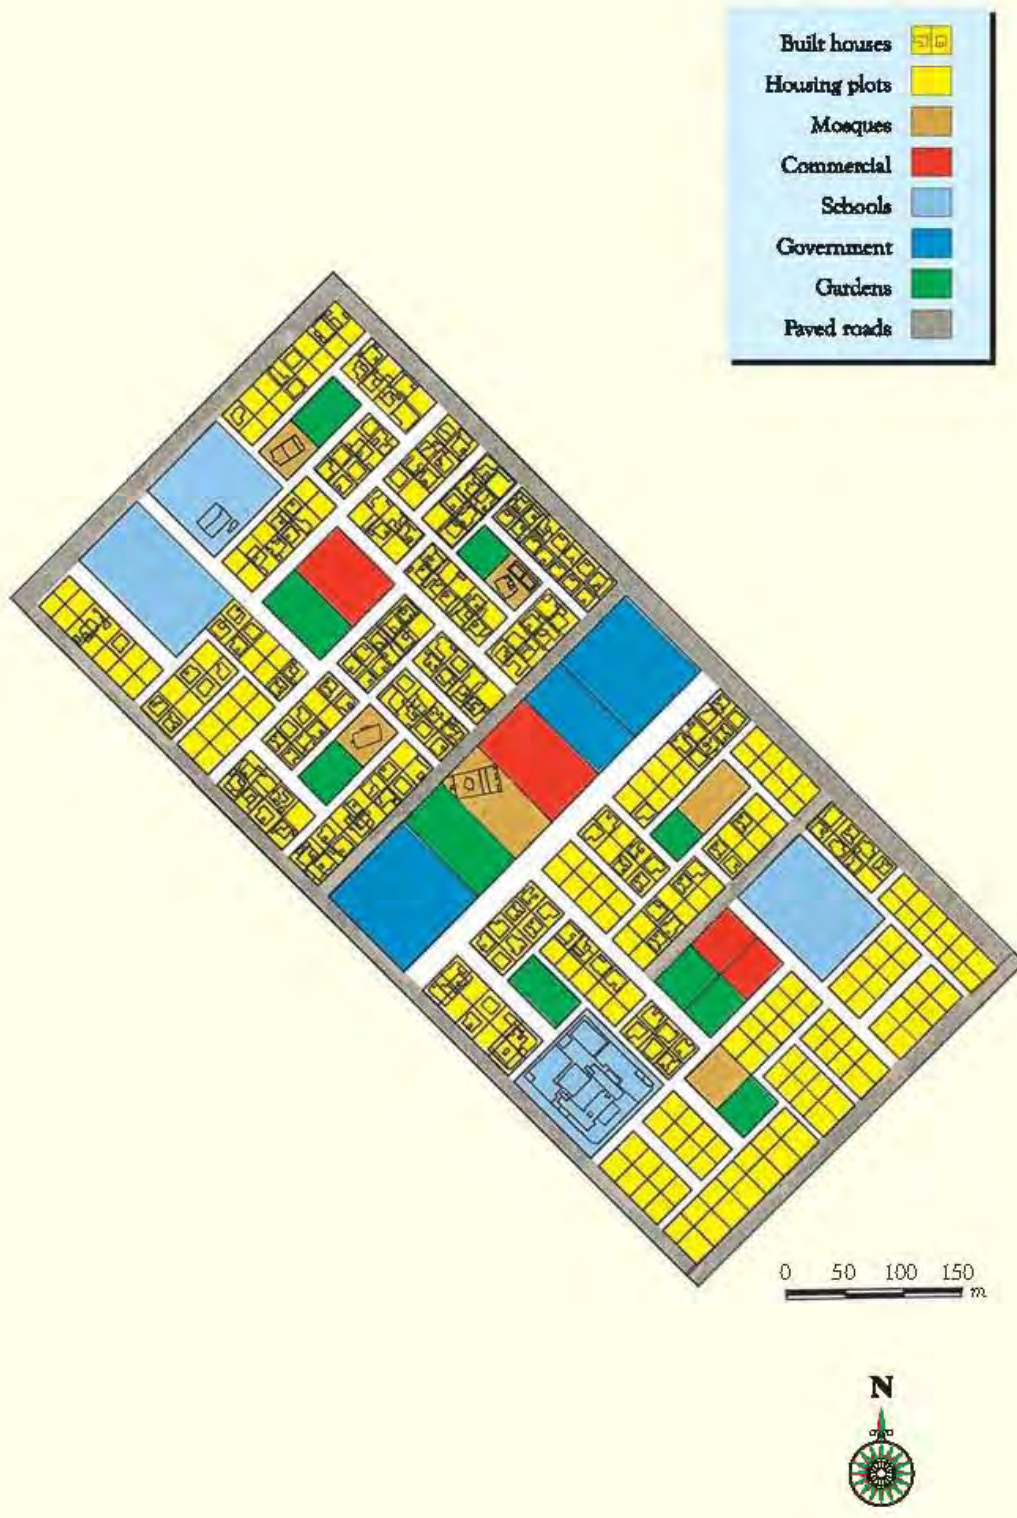 Built houses
Housing plots
Mosques
Commercial
Schools
Government
Gardens
Paved roads
0 50 100 150
m
N